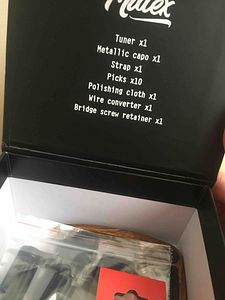 Tuner x1
Metallic capo x1
Strap x1
Picks x10
Polishing cloth x1
Wire converter x1
Bridge screw retainer x1